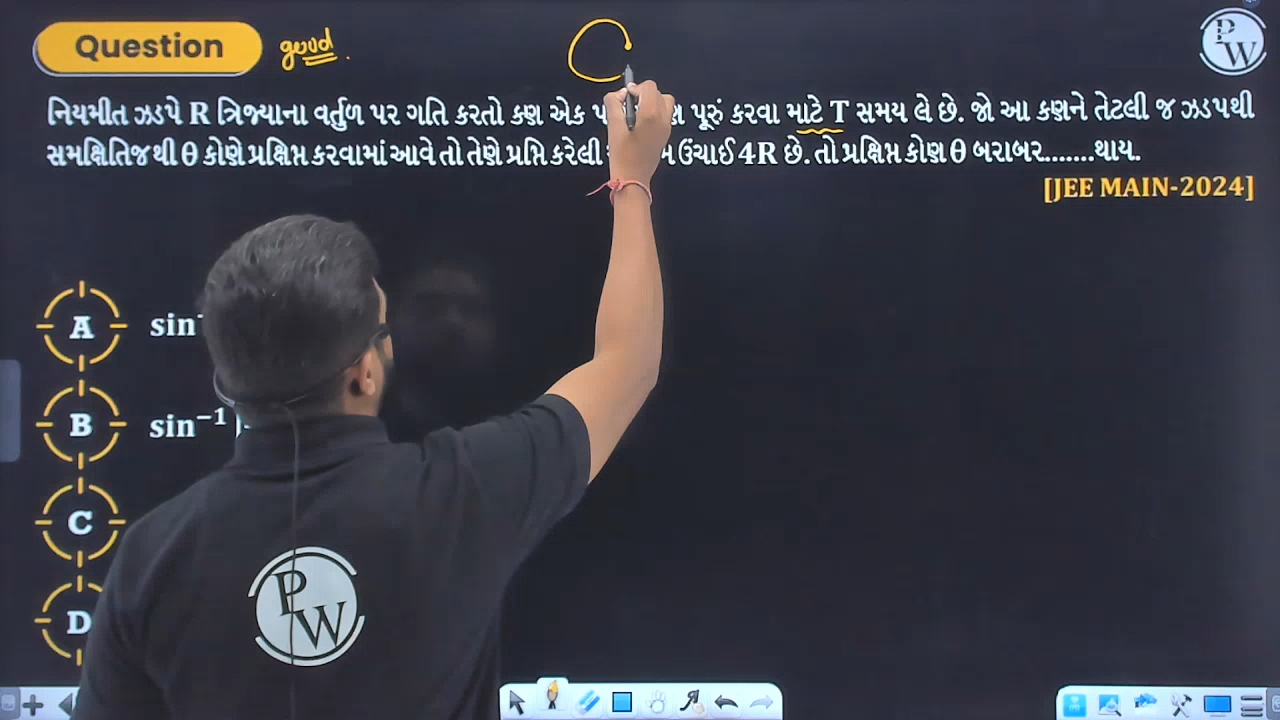 Question
good.
PW
નિયમીત ઝડપે R ત્રિજ્યાના વર્તુળ પર ગતિ કરતો કણ એક પૂરું કરવા માટે T સમય લે છે. જો આ કણને તેટલી જ ઝડપથી
સમક્ષિતિજથી θ કોણે પ્રક્ષિપ્ત કરવામાં આવે તો તેણે પ્રપ્તિ કરેલી ઉંચાઈ 4R છે. તો પ્રક્ષિપ્ત કોણ θ બરાબર.......થાય.
[JEE MAIN-2024]
A sin
B sin⁻¹
C
D
PW